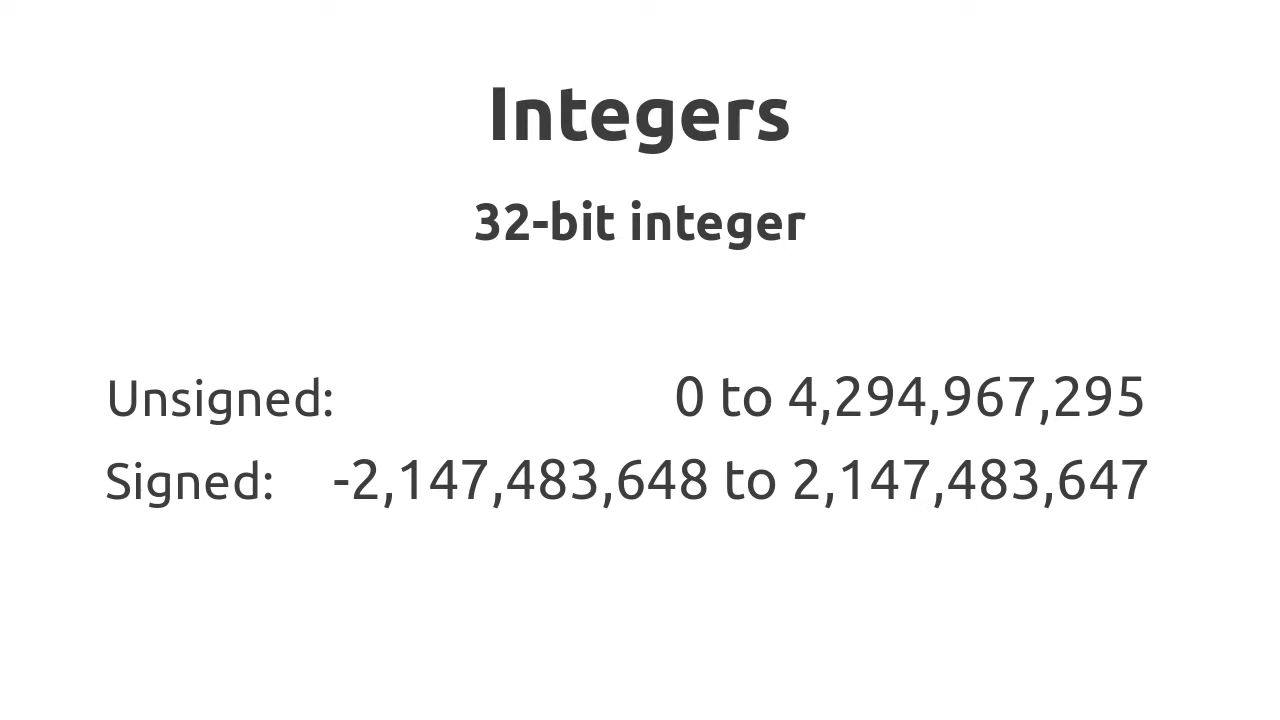 Integers
32-bit integer
Unsigned: 0 to 4,294,967,295
Signed: -2,147,483,648 to 2,147,483,647